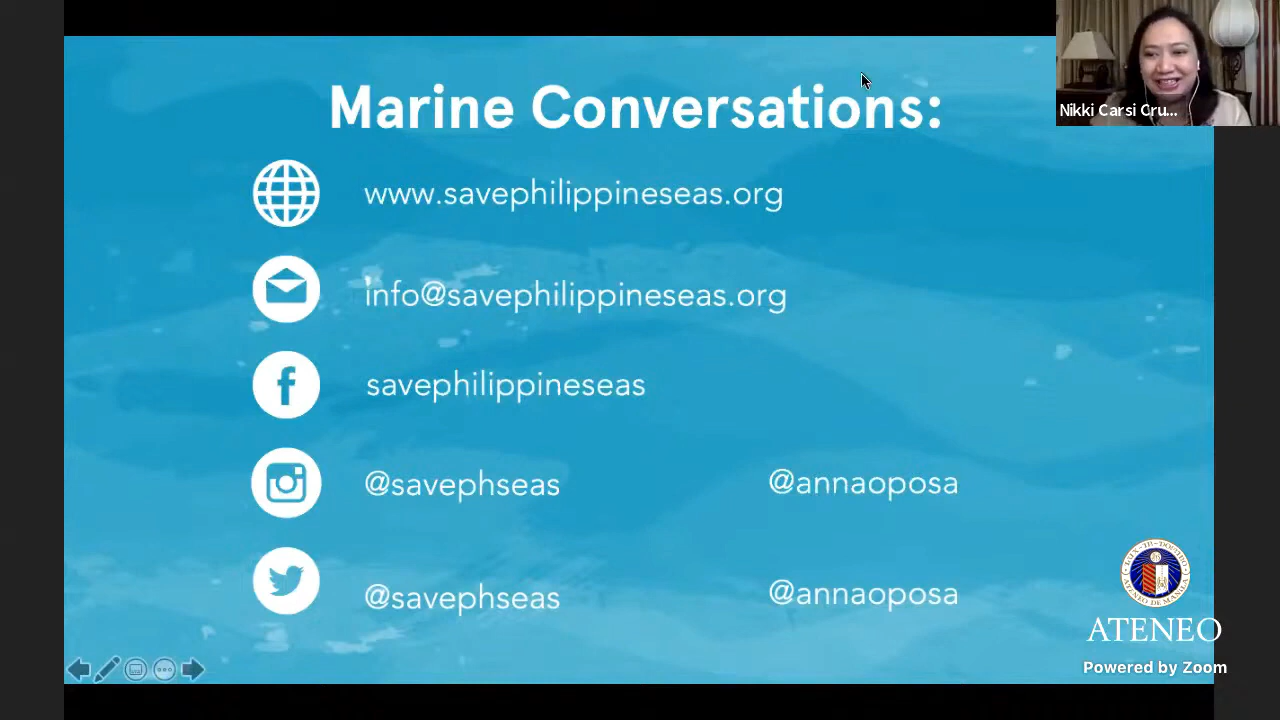 Marine Conversations:
Nikki Carsi Cru...
www.savephilippineseas.org
info@savephilippineseas.org
savephilippineseas
@savephseas @annaoposa
@savephseas @annaoposa
ATENEO
Powered by Zoom